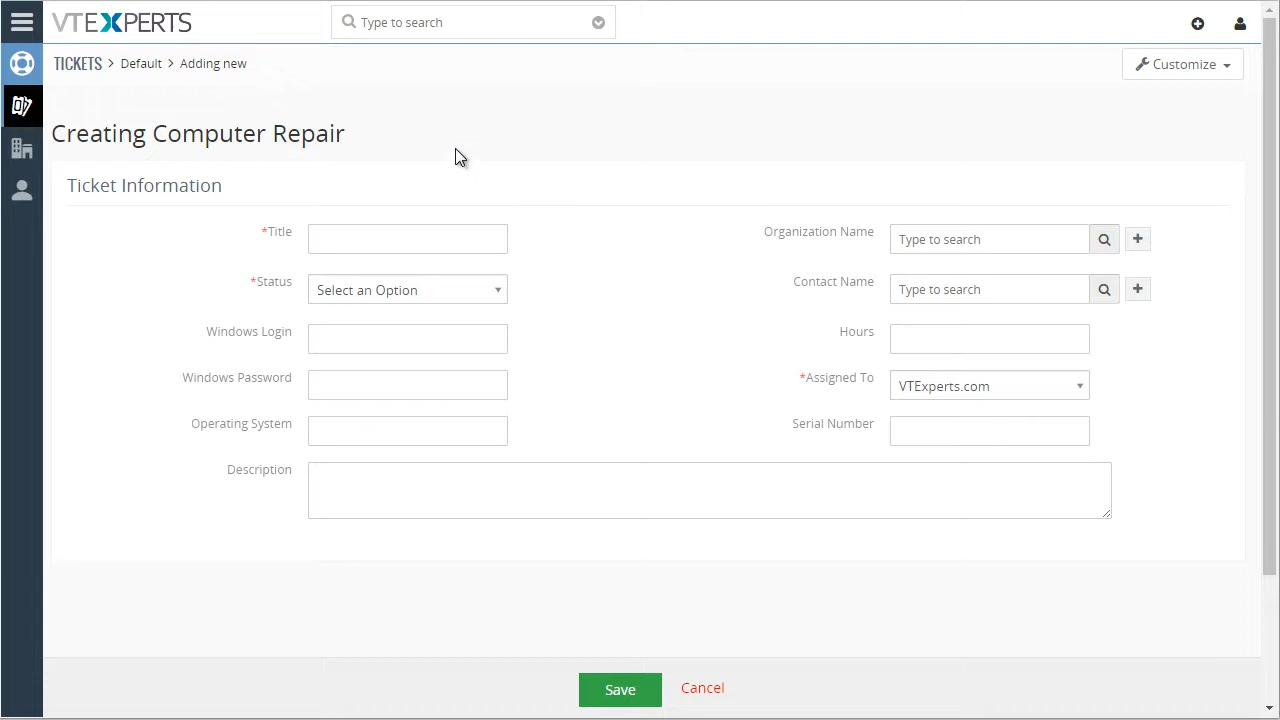 VTEXPERTS
Type to search
TICKETS > Default > Adding new
Customize
Creating Computer Repair
Ticket Information
*Title
Organization Name
Type to search
*Status
Select an Option
Contact Name
Type to search
Windows Login
Hours
Windows Password
*Assigned To
VTExperts.com
Operating System
Serial Number
Description
Save
Cancel